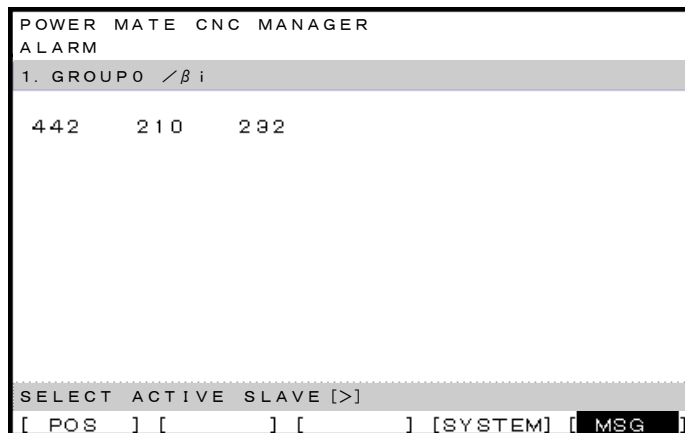 POWER MATE CNC MANAGER
ALARM
1. GROUP0 /βi
442 210 232
SELECT ACTIVE SLAVE [>]
[ POS ] [ ] [ ] [SYSTEM] [ MSG ]